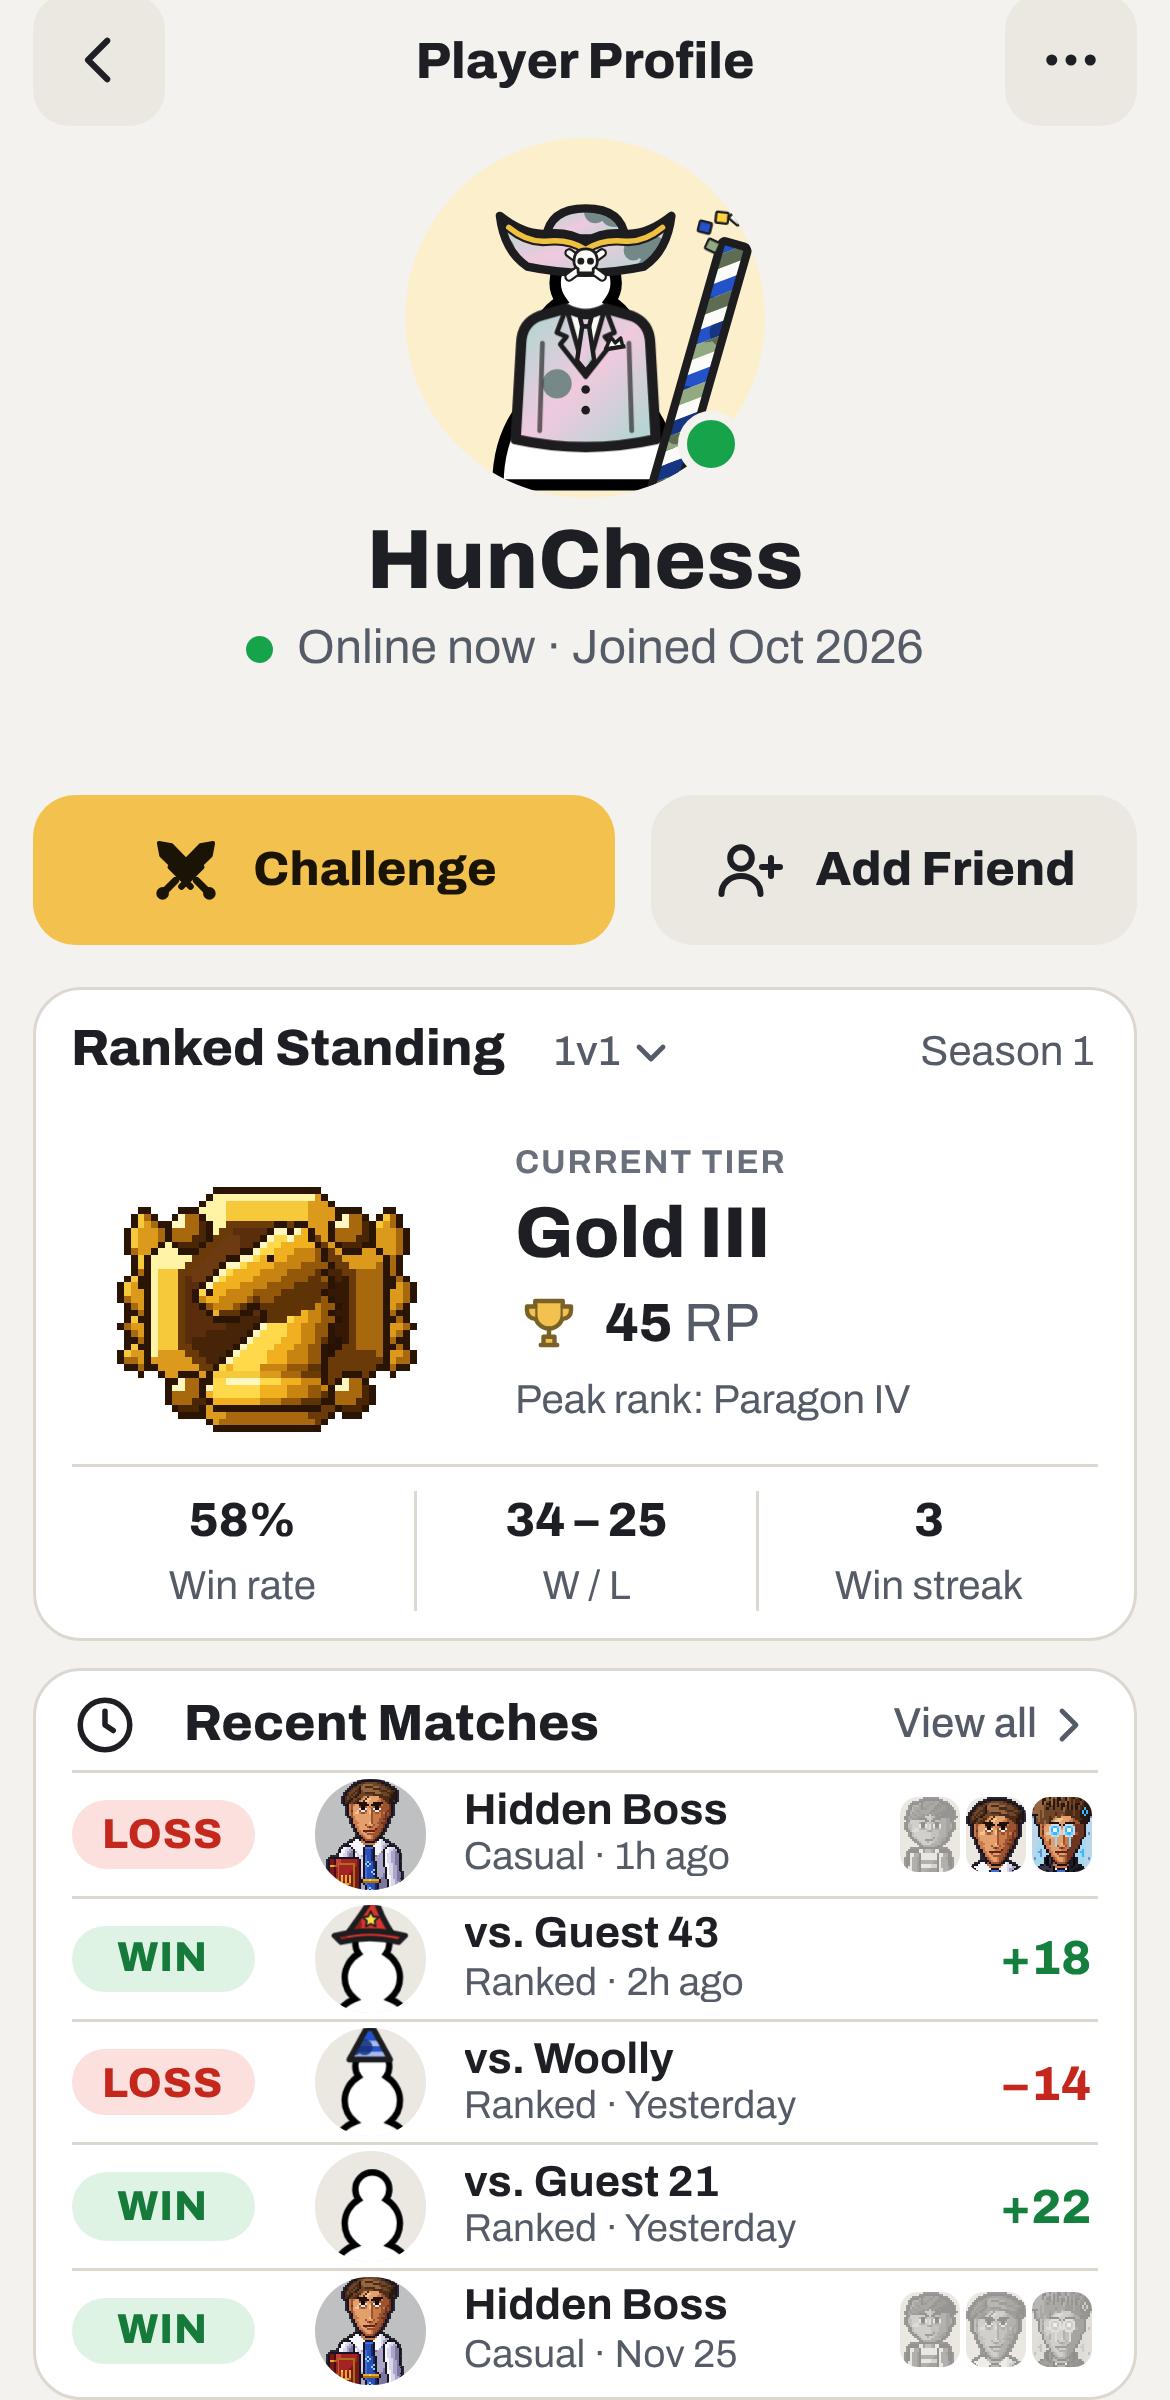 Player Profile
HunChess
Online now · Joined Oct 2026
Challenge
Add Friend
Ranked Standing 1v1 Season 1
CURRENT TIER
Gold III
45 RP
Peak rank: Paragon IV
58% 34 – 25 3
Win rate W / L Win streak
Recent Matches View all
LOSS Hidden Boss
Casual · 1h ago
WIN vs. Guest 43 +18
Ranked · 2h ago
LOSS vs. Woolly −14
Ranked · Yesterday
WIN vs. Guest 21 +22
Ranked · Yesterday
WIN Hidden Boss
Casual · Nov 25